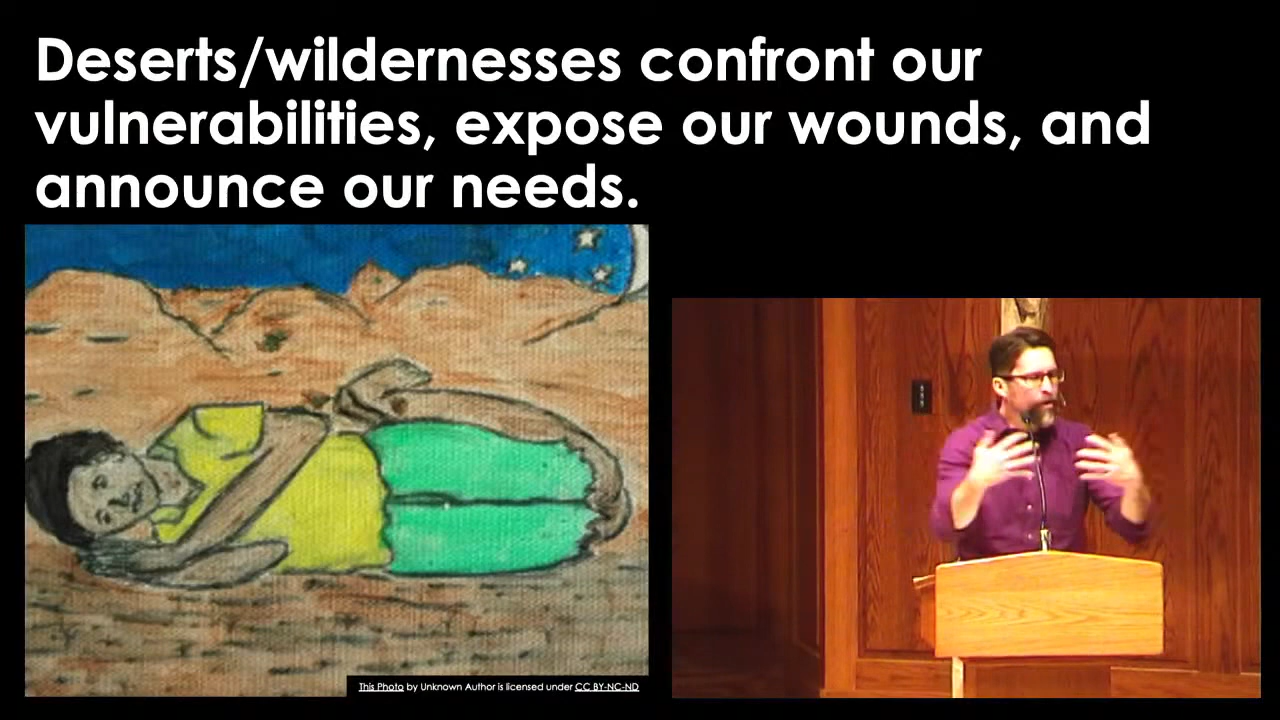 Deserts/wildernesses confront our
vulnerabilities, expose our wounds, and
announce our needs.
This Photo by Unknown Author is licensed under CC BY-NC-ND